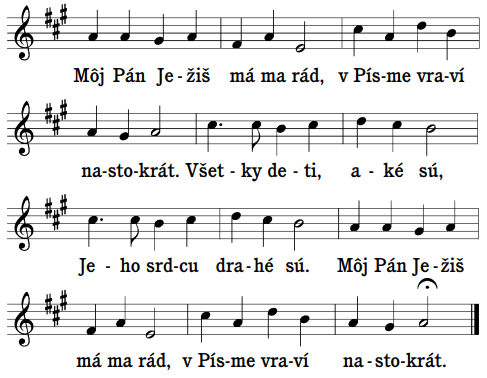 Môj Pán Je - žiš má ma rád, v Pís - me vra - ví
na - sto - krát. Všet - ky de - ti, a - ké sú,
Je - ho srd - cu dra - hé sú. Môj Pán Je - žiš
má ma rád, v Pís - me vra - ví na - sto - krát.